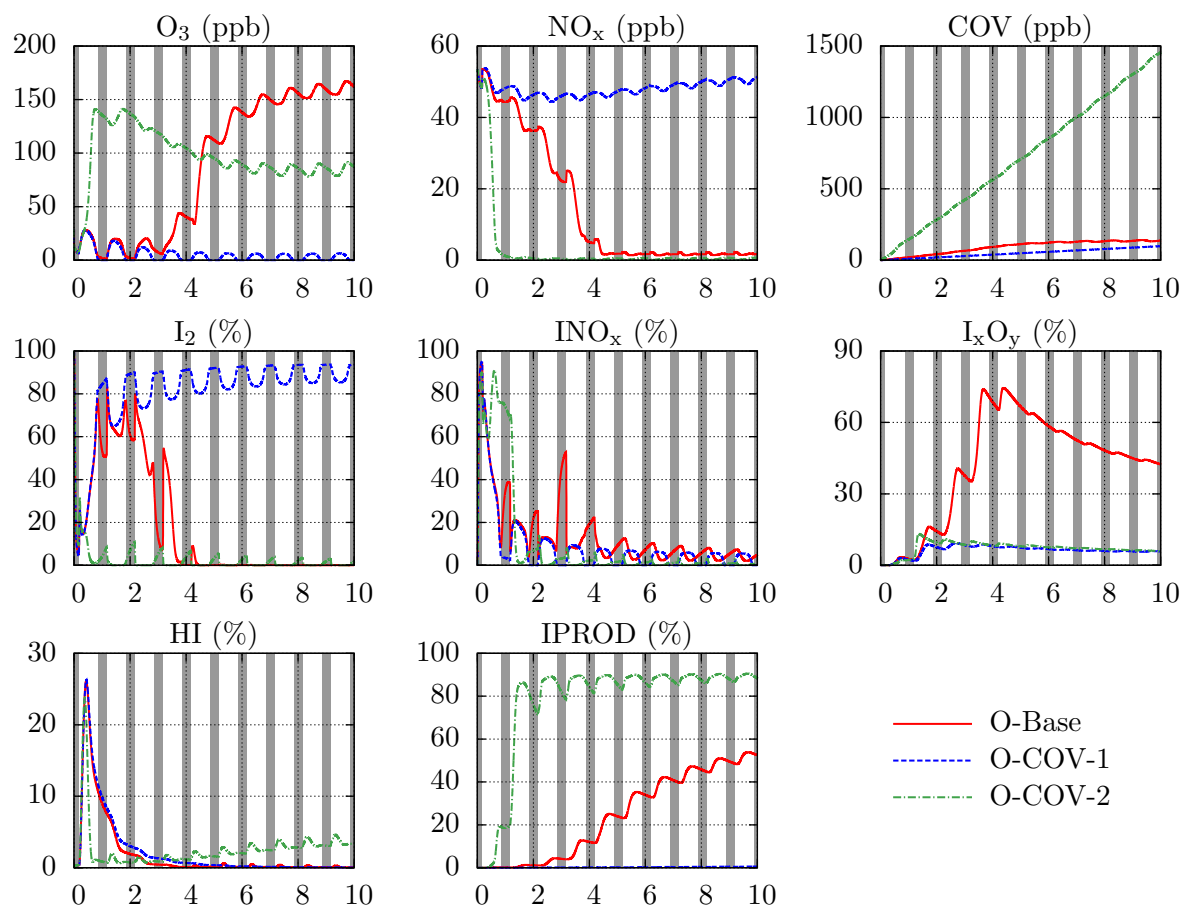 O₃ (ppb)
200
150
100
50
0
0 2 4 6 8 10
NOₓ (ppb)
60
40
20
0
0 2 4 6 8 10
COV (ppb)
1500
1000
500
0
0 2 4 6 8 10
I₂ (%)
100
80
60
40
20
0
0 2 4 6 8 10
INOₓ (%)
100
80
60
40
20
0
0 2 4 6 8 10
IₓOᵧ (%)
90
60
30
0
0 2 4 6 8 10
HI (%)
30
20
10
0
0 2 4 6 8 10
IPROD (%)
100
80
60
40
20
0
0 2 4 6 8 10
O-Base
O-COV-1
O-COV-2